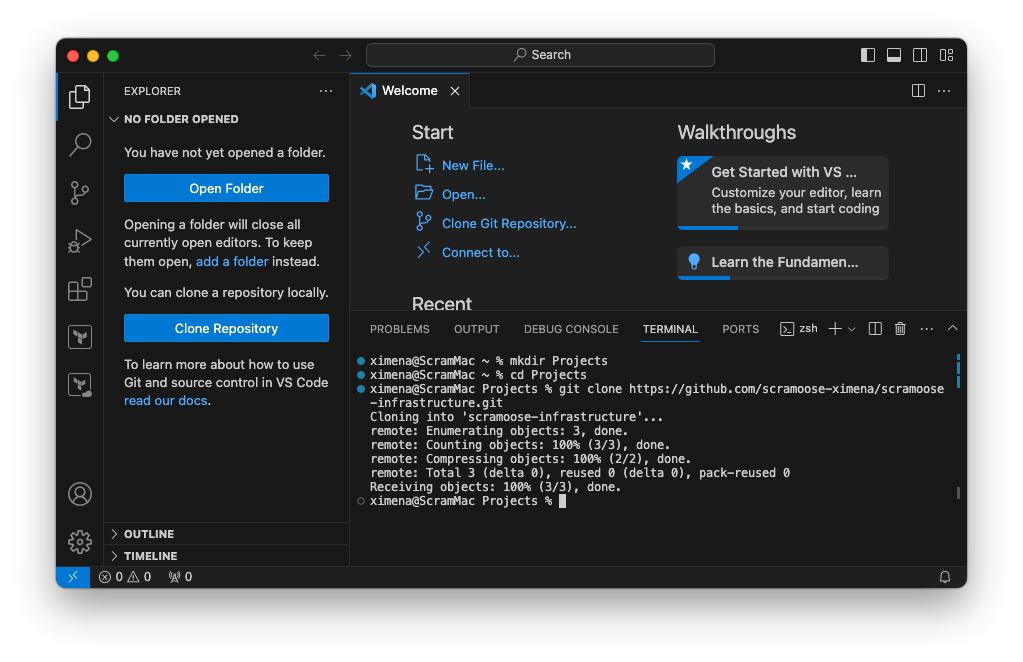 Search
EXPLORER
NO FOLDER OPENED
You have not yet opened a folder.
Open Folder
Opening a folder will close all
currently open editors. To keep
them open, add a folder instead.
You can clone a repository locally.
Clone Repository
To learn more about how to use
Git and source control in VS Code
read our docs.
OUTLINE
TIMELINE
Welcome
Start
New File...
Open...
Clone Git Repository...
Connect to...
Recent
Walkthroughs
Get Started with VS ...
Customize your editor, learn
the basics, and start coding
Learn the Fundamen...
PROBLEMS OUTPUT DEBUG CONSOLE TERMINAL PORTS zsh
ximena@ScramMac ~ % mkdir Projects
ximena@ScramMac ~ % cd Projects
ximena@ScramMac Projects % git clone https://github.com/scramoose-ximena/scramoose
-infrastructure.git
Cloning into 'scramoose-infrastructure'...
remote: Enumerating objects: 3, done.
remote: Counting objects: 100% (3/3), done.
remote: Compressing objects: 100% (2/2), done.
remote: Total 3 (delta 0), reused 0 (delta 0), pack-reused 0
Receiving objects: 100% (3/3), done.
ximena@ScramMac Projects %
0 0 0